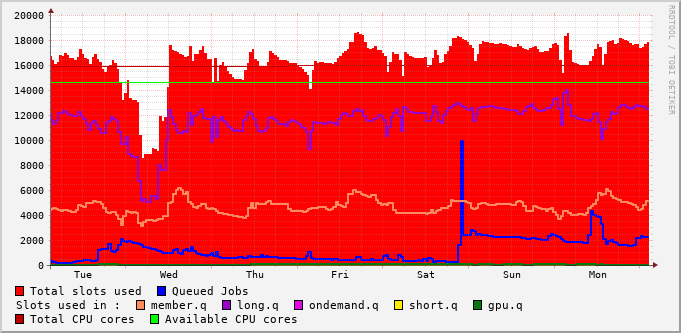 RRDTOOL / TOBI OETIKER
20000
18000
16000
14000
12000
10000
8000
6000
4000
2000
0
Tue Wed Thu Fri Sat Sun Mon
Total slots used Queued Jobs
Slots used in : member.q long.q ondemand.q short.q gpu.q
Total CPU cores Available CPU cores